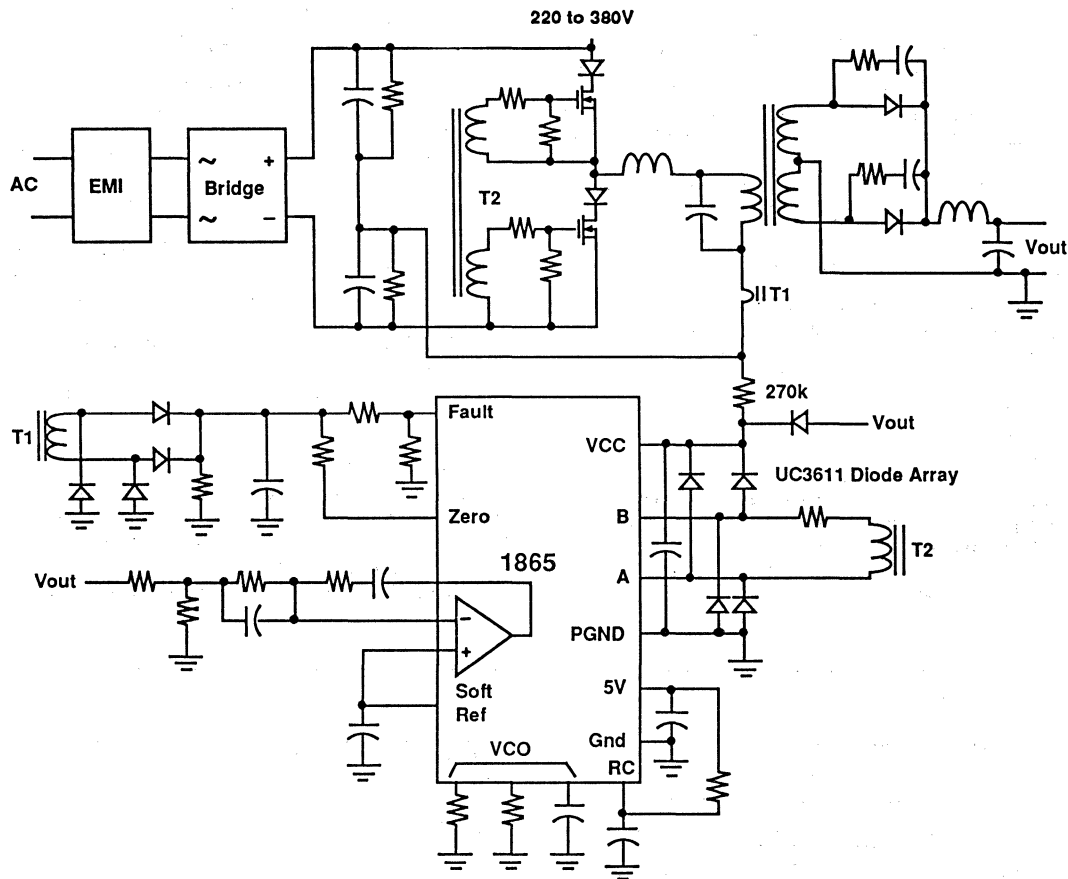 220 to 380V
AC
EMI
~
~
Bridge
+
−
T2
Vout
T1
270k
Vout
T1
Fault
VCC
UC3611 Diode Array
Zero
B
1865
T2
Vout
A
−
+
PGND
Soft
Ref
5V
Gnd
VCO
RC